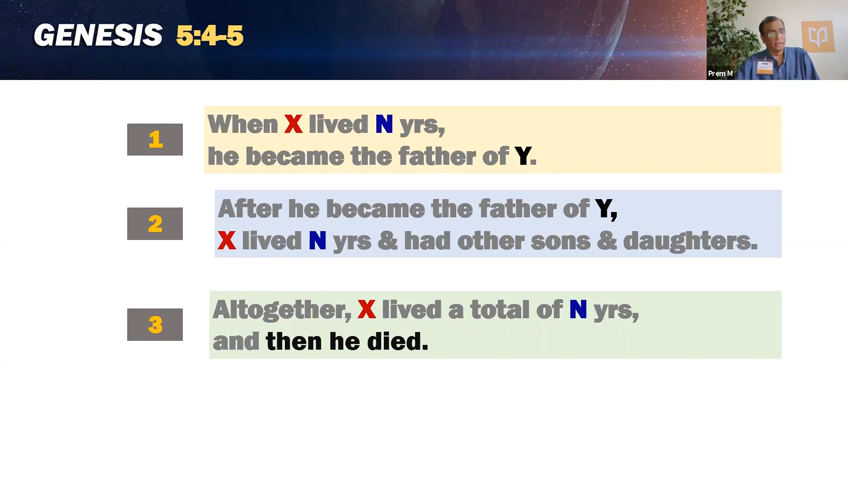 GENESIS 5:4-5
Prem M
1
When X lived N yrs,
he became the father of Y.
2
After he became the father of Y,
X lived N yrs & had other sons & daughters.
3
Altogether, X lived a total of N yrs,
and then he died.